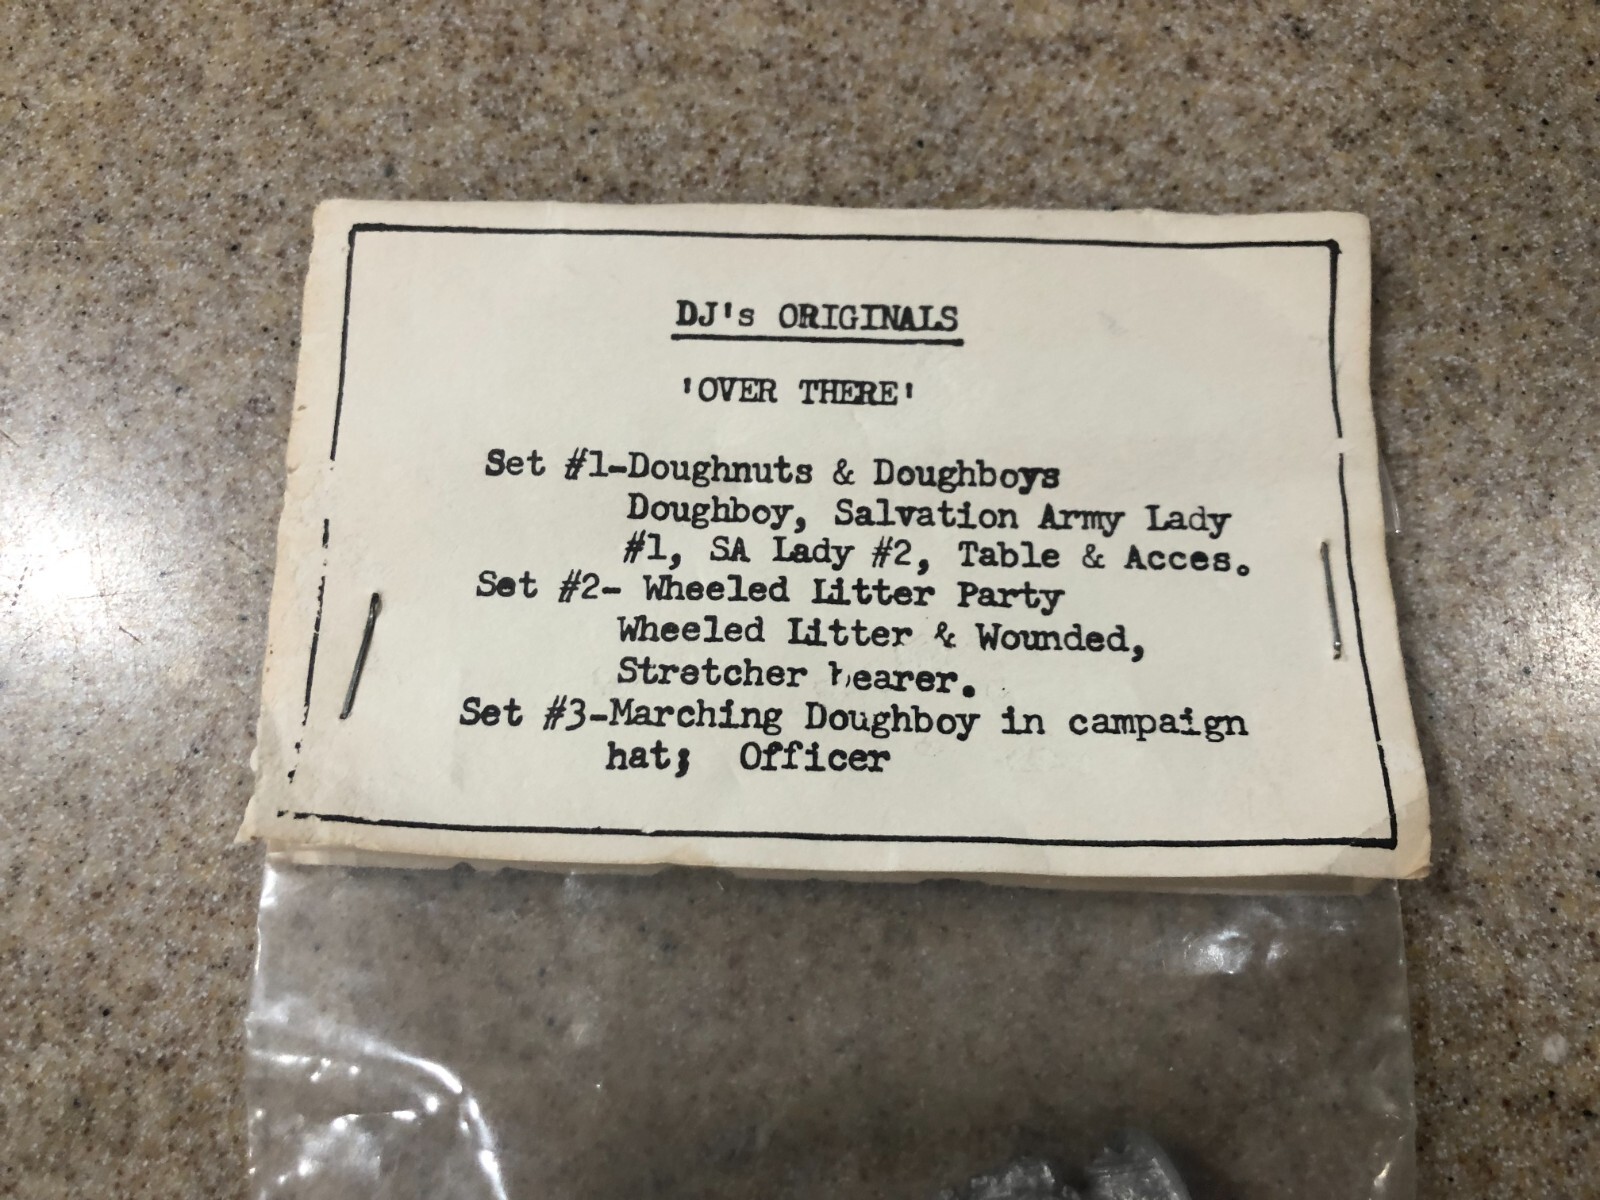 DJ's ORIGINALS
'OVER THERE'
Set #1-Doughnuts & Doughboys
Doughboy, Salvation Army Lady
#1, SA Lady #2, Table & Acces.
Set #2- Wheeled Litter Party
Wheeled Litter & Wounded,
Stretcher bearer.
Set #3-Marching Doughboy in campaign
hat; Officer